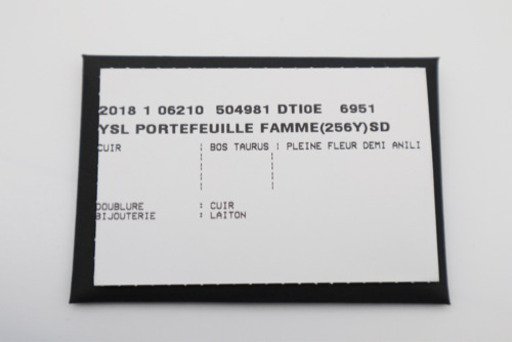 2018 1 06210 504981 DTI0E 6951
YSL PORTEFEUILLE FAMME(256Y)SD
CUIR : BOS TAURUS : PLEINE FLEUR DEMI ANILI
DOUBLURE : CUIR
BIJOUTERIE : LAITON